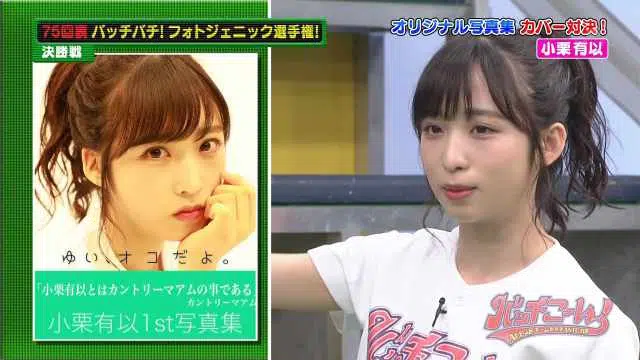 75回裏 バッチバチ!フォトジェニック選手権!
決勝戦
オリジナル写真集 カバー対決!
小栗有以
ゆい、オコだよ。
「小栗有以とはカントリーマアムの事である」
カントリーマアム
小栗有以1st写真集
バッチこーい!